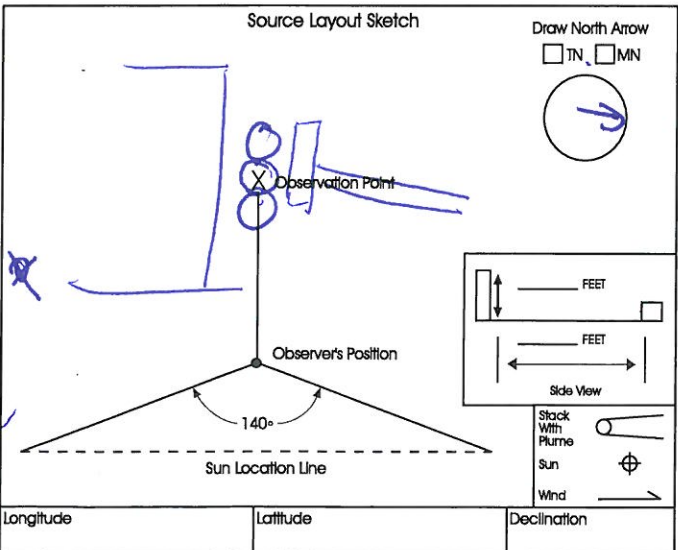 Source Layout Sketch
Draw North Arrow
TN MN
X Observation Point
FEET
FEET
Side View
Observer's Position
140°
Sun Location Line
Stack
With
Plume
Sun
Wind
Longitude
Latitude
Declination